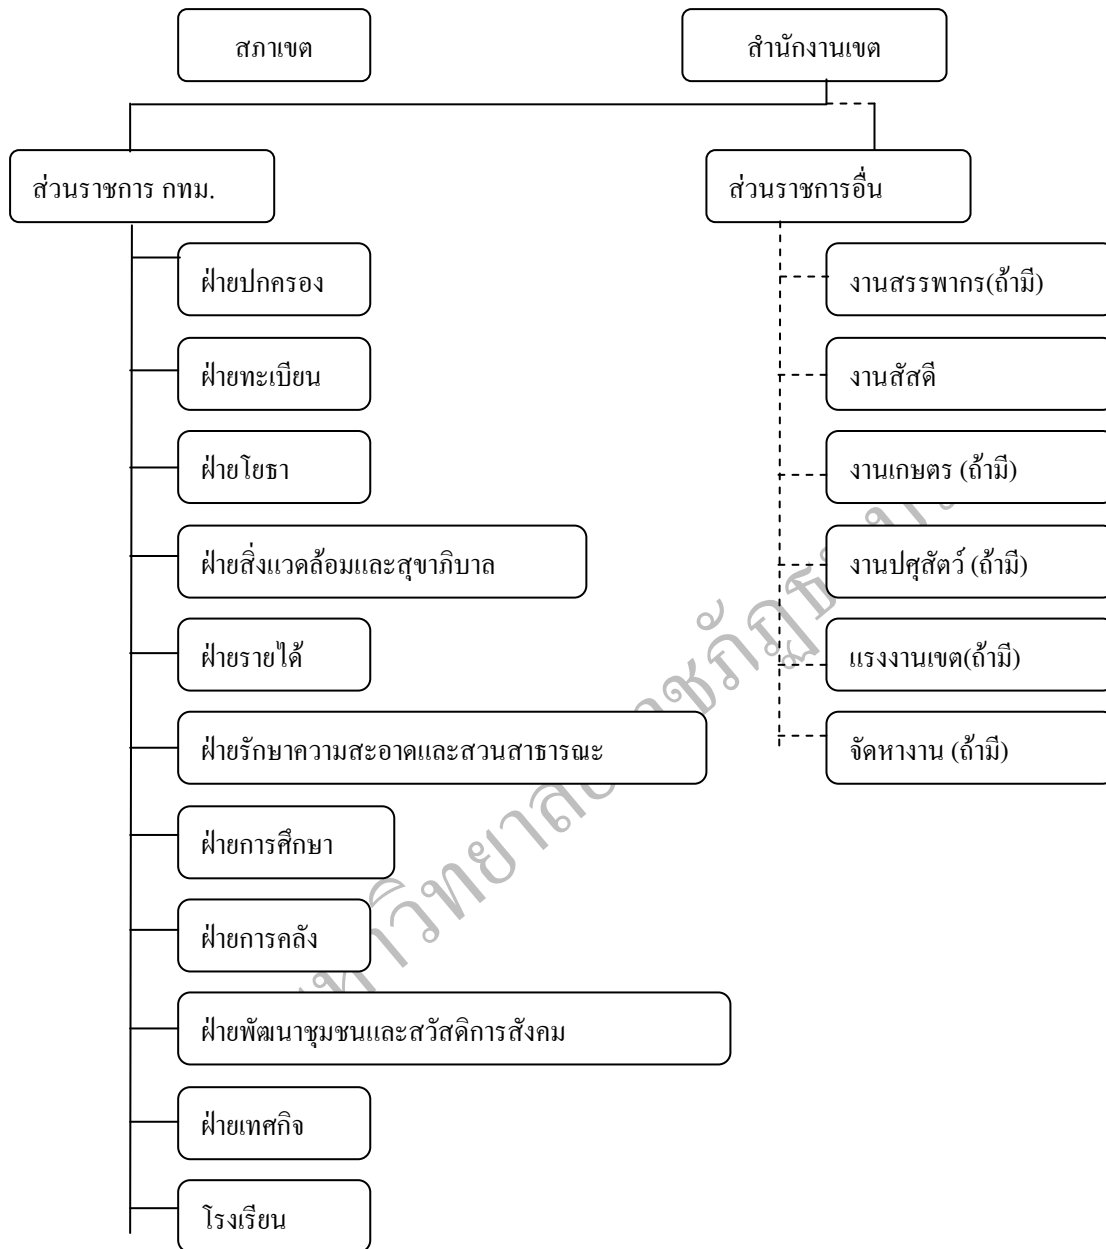 สภาเขต
สำนักงานเขต
ส่วนราชการ กทม.
ส่วนราชการอื่น
ฝ่ายปกครอง
ฝ่ายทะเบียน
ฝ่ายโยธา
ฝ่ายสิ่งแวดล้อมและสุขาภิบาล
ฝ่ายรายได้
ฝ่ายรักษาความสะอาดและสวนสาธารณะ
ฝ่ายการศึกษา
ฝ่ายการคลัง
ฝ่ายพัฒนาชุมชนและสวัสดิการสังคม
ฝ่ายเทศกิจ
โรงเรียน
งานสรรพากร(ถ้ามี)
งานสัสดี
งานเกษตร (ถ้ามี)
งานปศุสัตว์ (ถ้ามี)
แรงงานเขต(ถ้ามี)
จัดหางาน (ถ้ามี)